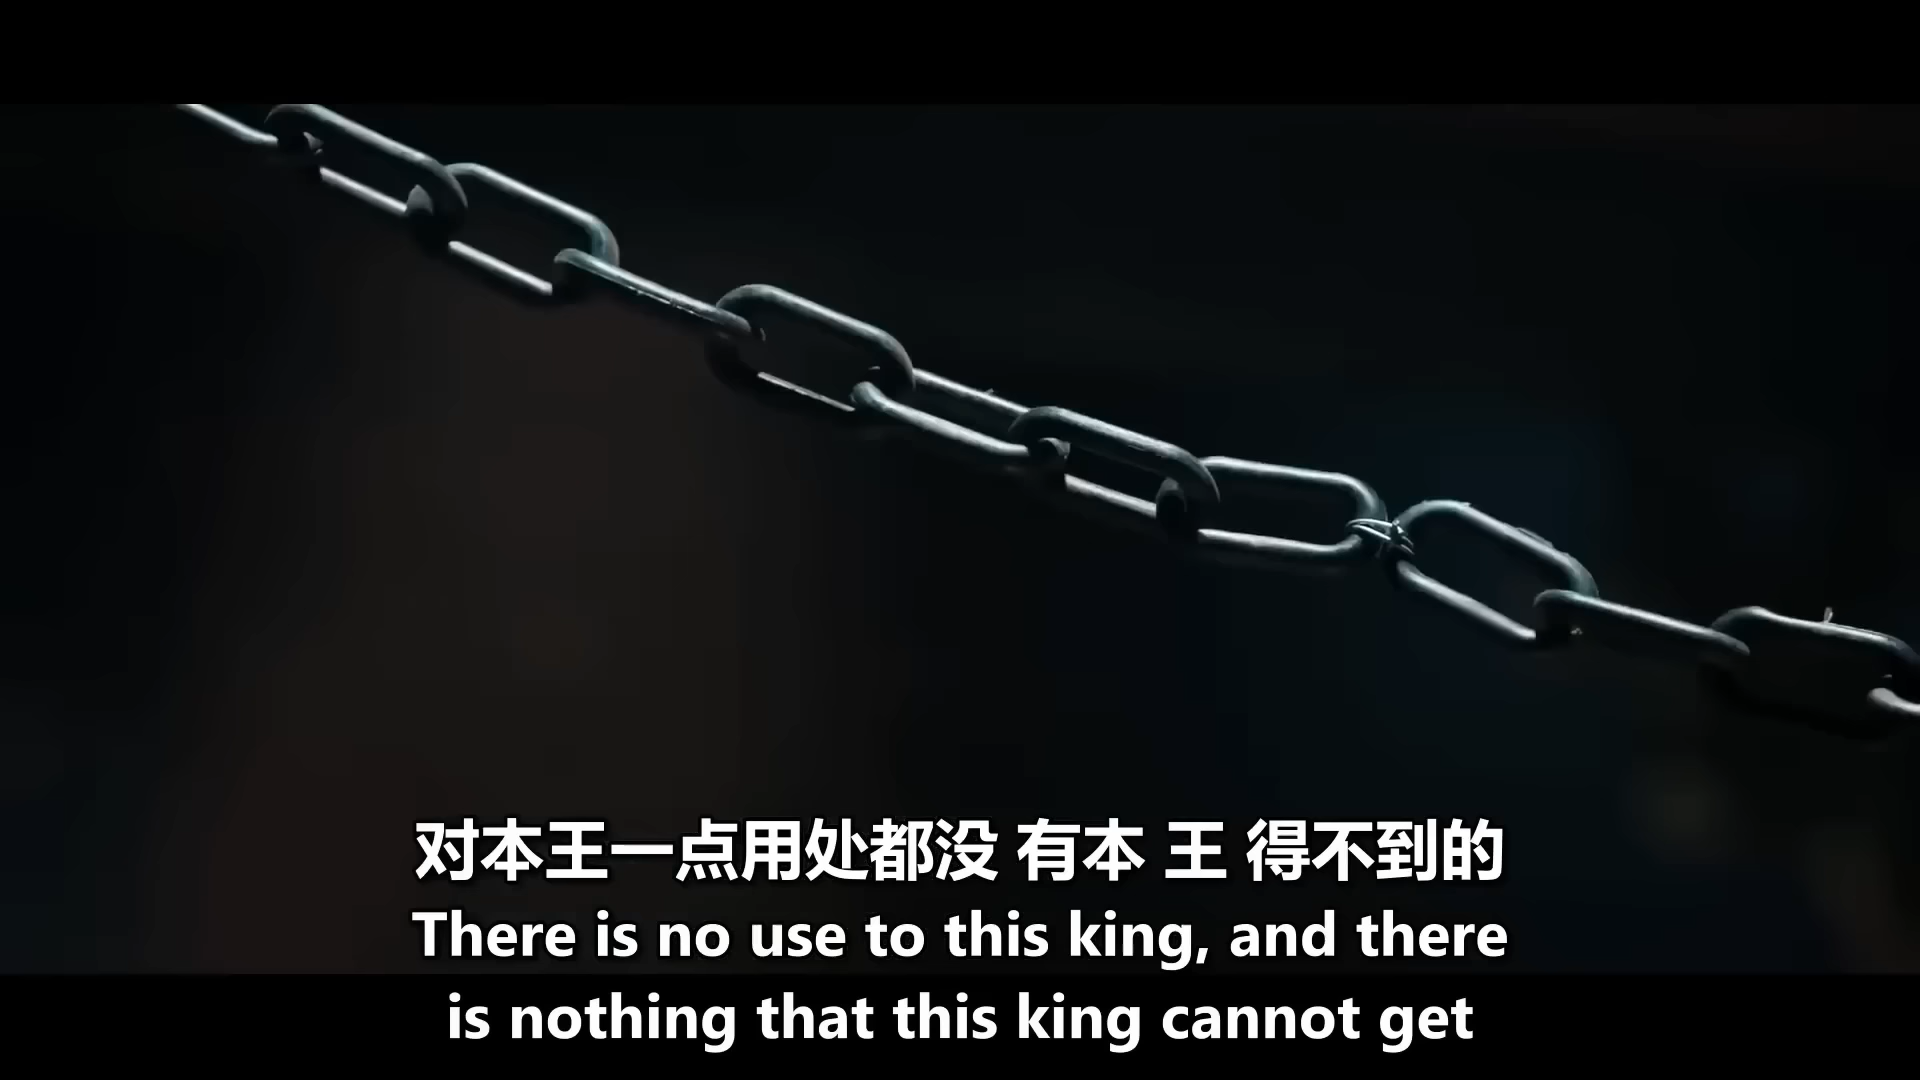 对本王一点用处都没 有本 王 得不到的
There is no use to this king, and there
is nothing that this king cannot get